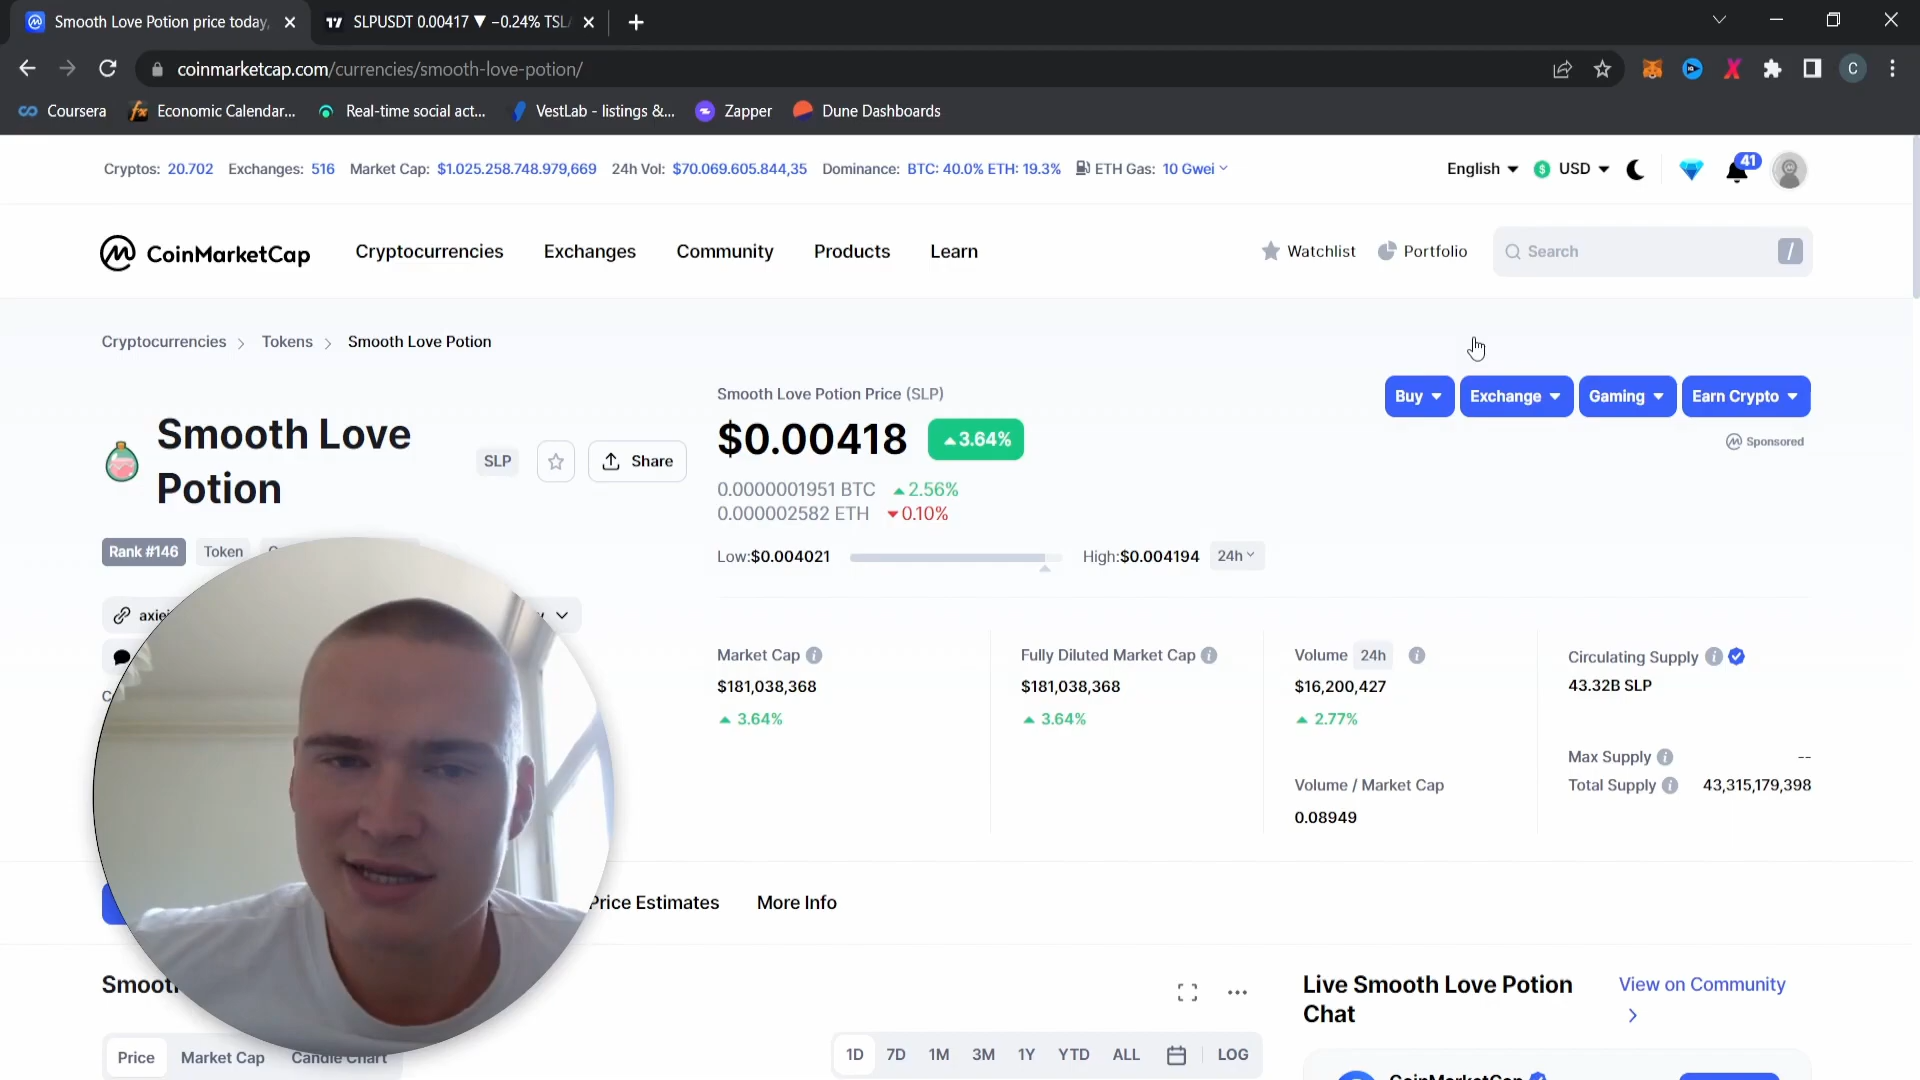 Smooth Love Potion price today,
SLPUSDT 0.00417 ▼ −0.24% TSL
coinmarketcap.com/currencies/smooth-love-potion/
C
Coursera
Economic Calendar...
Real-time social act...
VestLab - listings &...
Zapper
Dune Dashboards
Cryptos: 20.702 Exchanges: 516 Market Cap: $1.025.258.748.979,669 24h Vol: $70.069.605.844,35 Dominance: BTC: 40.0% ETH: 19.3% ETH Gas: 10 Gwei
English USD 41
CoinMarketCap
Cryptocurrencies Exchanges Community Products Learn
Watchlist Portfolio Search /
Cryptocurrencies > Tokens > Smooth Love Potion
Smooth Love
Potion
SLP
Share
Smooth Love Potion Price (SLP)
$0.00418 3.64%
0.0000001951 BTC 2.56%
0.000002582 ETH 0.10%
Low:$0.004021 High:$0.004194 24h
Buy Exchange Gaming Earn Crypto
Sponsored
Rank #146 Token
axie
Market Cap
$181,038,368
3.64%
Fully Diluted Market Cap
$181,038,368
3.64%
Volume 24h
$16,200,427
2.77%
Volume / Market Cap
0.08949
Circulating Supply
43.32B SLP
Max Supply --
Total Supply 43,315,179,398
Price Estimates More Info
Smoot
Price Market Cap Candle Chart
1D 7D 1M 3M 1Y YTD ALL LOG
Live Smooth Love Potion
Chat
View on Community
CoinMarketCap